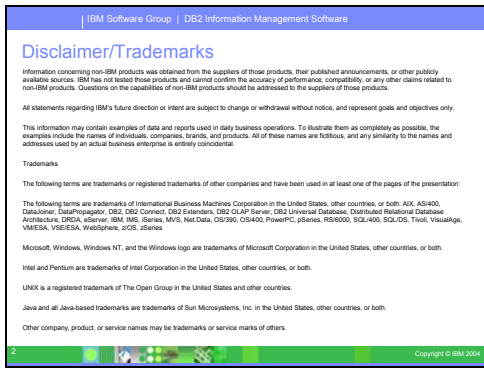 IBM Software Group | DB2 Information Management Software
Disclaimer/Trademarks
Information concerning non-IBM products was obtained from the suppliers of those products, their published announcements, or other publicly
available sources. IBM has not tested those products and cannot confirm the accuracy of performance, compatibility, or any other claims related to
non-IBM products. Questions on the capabilities of non-IBM products should be addressed to the suppliers of those products.
All statements regarding IBM's future direction or intent are subject to change or withdrawal without notice, and represent goals and objectives only.
This information may contain examples of data and reports used in daily business operations. To illustrate them as completely as possible, the
examples include the names of individuals, companies, brands, and products. All of these names are fictitious, and any similarity to the names and
addresses used by an actual business enterprise is entirely coincidental.
Trademarks
The following terms are trademarks or registered trademarks of other companies and have been used in at least one of the pages of the presentation:
The following terms are trademarks of International Business Machines Corporation in the United States, other countries, or both: AIX, AS/400,
DataJoiner, DataPropagator, DB2, DB2 Connect, DB2 Extenders, DB2 OLAP Server, DB2 Universal Database, Distributed Relational Database
Architecture, DRDA, eServer, IBM, IMS, iSeries, MVS, Net.Data, OS/390, OS/400, PowerPC, pSeries, RS/6000, SQL/400, SQL/DS, Tivoli, VisualAge,
VM/ESA, VSE/ESA, WebSphere, z/OS, zSeries
Microsoft, Windows, Windows NT, and the Windows logo are trademarks of Microsoft Corporation in the United States, other countries, or both.
Intel and Pentium are trademarks of Intel Corporation in the United States, other countries, or both.
UNIX is a registered trademark of The Open Group in the United States and other countries.
Java and all Java-based trademarks are trademarks of Sun Microsystems, Inc. in the United States, other countries, or both.
Other company, product, or service names may be trademarks or service marks of others.
2
Copyright © IBM 2004